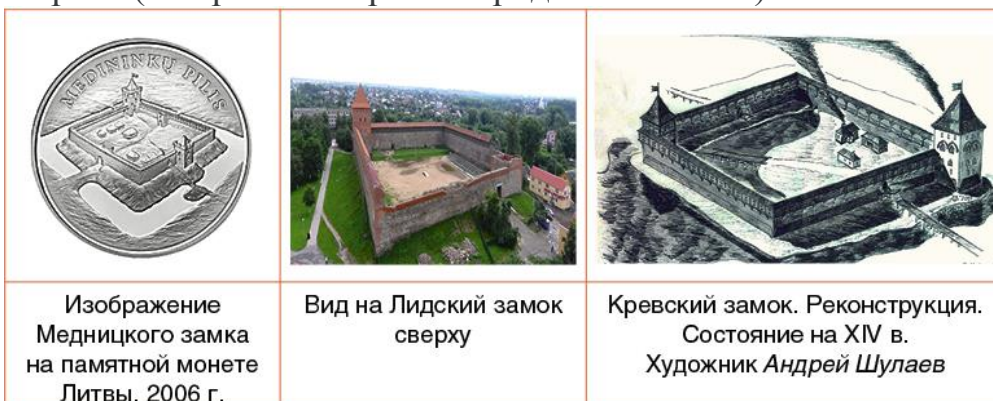 MEDININKŲ PILIS
Изображение
Медницкого замка
на памятной монете
Литвы. 2006 г.
Вид на Лидский замок
сверху
Кревский замок. Реконструкция.
Состояние на XIV в.
Художник Андрей Шулаев